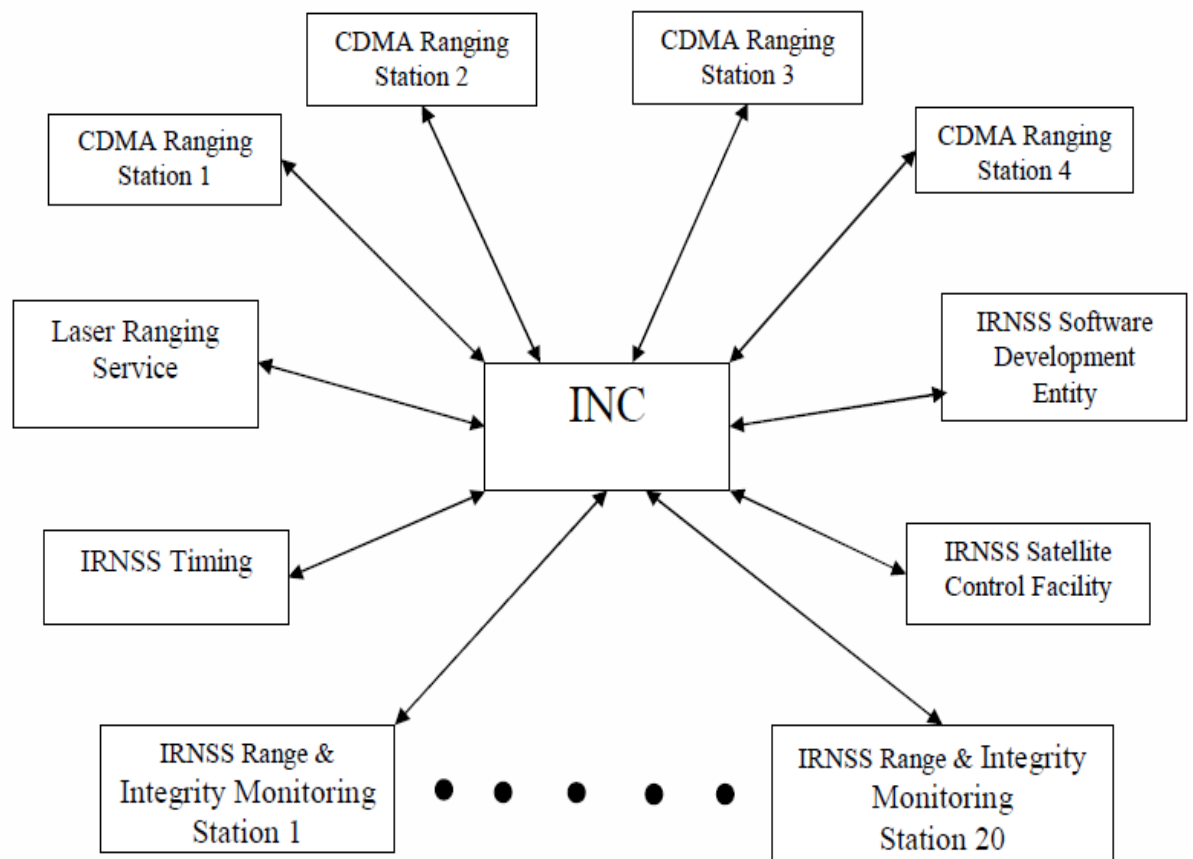 CDMA Ranging
Station 2
CDMA Ranging
Station 3
CDMA Ranging
Station 1
CDMA Ranging
Station 4
Laser Ranging
Service
IRNSS Software
Development
Entity
INC
IRNSS Timing
IRNSS Satellite
Control Facility
IRNSS Range &
Integrity Monitoring
Station 1
IRNSS Range & Integrity
Monitoring
Station 20